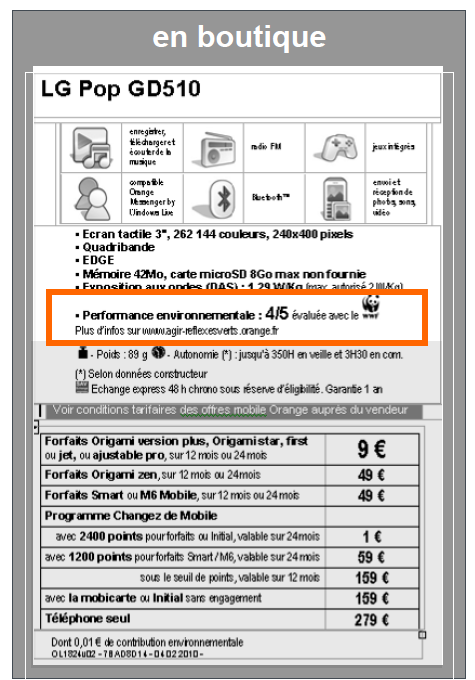 en boutique
LG Pop GD510
enregistrer,
télécharger et
écouter de la
musique
radio FM
jeux intégrés
compatible
Orange
Messenger by
Windows Live
Bluetooth™
envoi et
réception de
photos, sons,
vidéo
▪ Ecran tactile 3", 262 144 couleurs, 240x400 pixels
▪ Quadribande
▪ EDGE
▪ Mémoire 42Mo, carte microSD 8Go max non fournie
▪ Exposition aux ondes (DAS) : 1,29 W/Kg (max. autorisé 2 W/Kg)
▪ Performance environnementale : 4/5 évaluée avec le WWF
Plus d'infos sur www.agir-reflexesverts.orange.fr
- Poids : 89 g - Autonomie (*) : jusqu'à 350H en veille et 3H30 en com.
(*) Selon données constructeur
Echange express 48 h chrono sous réserve d'éligibilité. Garantie 1 an
Voir conditions tarifaires des offres mobile Orange auprès du vendeur
Forfaits Origami version plus, Origami star, first
ou jet, ou ajustable pro, sur 12 mois ou 24 mois 9 €
Forfaits Origami zen, sur 12 mois ou 24 mois 49 €
Forfaits Smart ou M6 Mobile, sur 12 mois ou 24 mois 49 €
Programme Changez de Mobile
avec 2400 points pour forfaits ou Initial, valable sur 24 mois 1 €
avec 1200 points pour forfaits Smart / M6, valable sur 24 mois 59 €
sous le seuil de points, valable sur 12 mois 159 €
avec la mobicarte ou Initial sans engagement 159 €
Téléphone seul 279 €
Dont 0,01 € de contribution environnementale
OL1824u02 - 78AD8D14 - 04022010 -